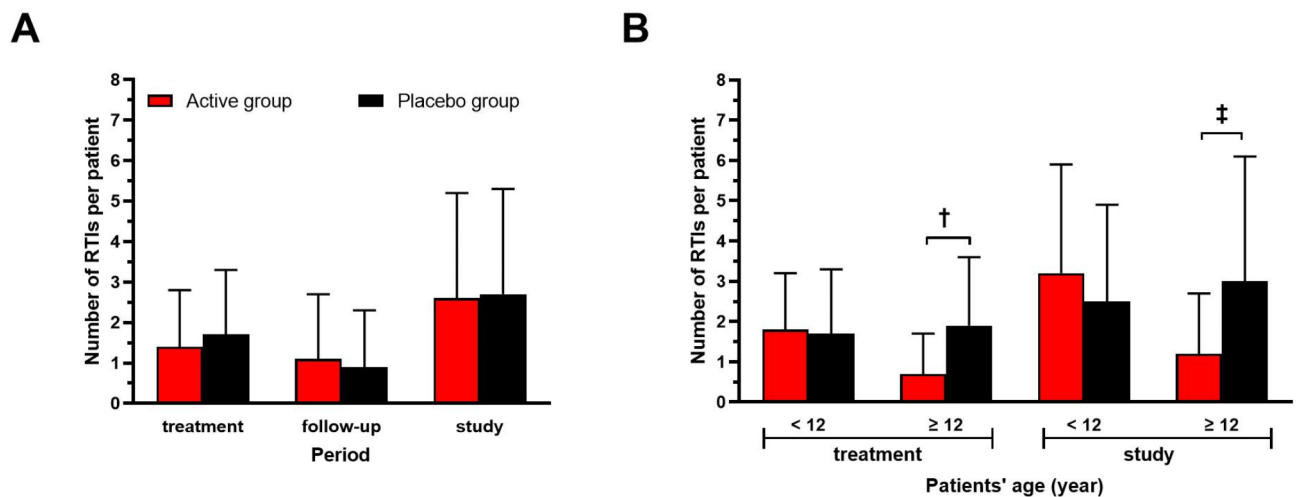 A
Number of RTIs per patient
8
7
6
5
4
3
2
1
0
Active group
Placebo group
treatment
follow-up
study
Period
B
Number of RTIs per patient
8
7
6
5
4
3
2
1
0
†
‡
< 12
≥ 12
< 12
≥ 12
treatment
study
Patients' age (year)